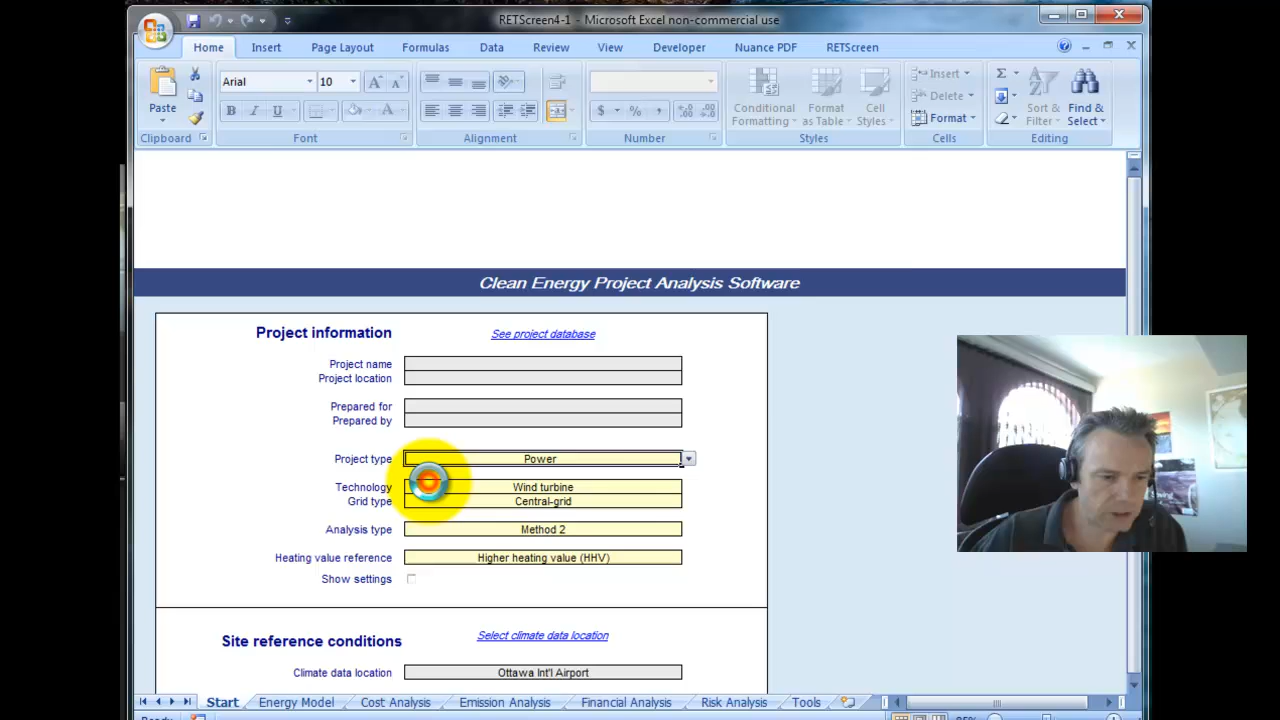 RETScreen4-1 - Microsoft Excel non-commercial use
Home Insert Page Layout Formulas Data Review View Developer Nuance PDF RETScreen
Arial 10 Insert Σ
Paste B I U A $ % , Conditional Formatting Format as Table Cell Styles Delete Sort & Filter Find & Select
Format
Clipboard Font Alignment Number Styles Cells Editing
Clean Energy Project Analysis Software
Project information See project database
Project name
Project location
Prepared for
Prepared by
Project type Power
Technology Wind turbine
Grid type Central-grid
Analysis type Method 2
Heating value reference Higher heating value (HHV)
Show settings
Site reference conditions Select climate data location
Climate data location Ottawa Int'l Airport
Start Energy Model Cost Analysis Emission Analysis Financial Analysis Risk Analysis Tools